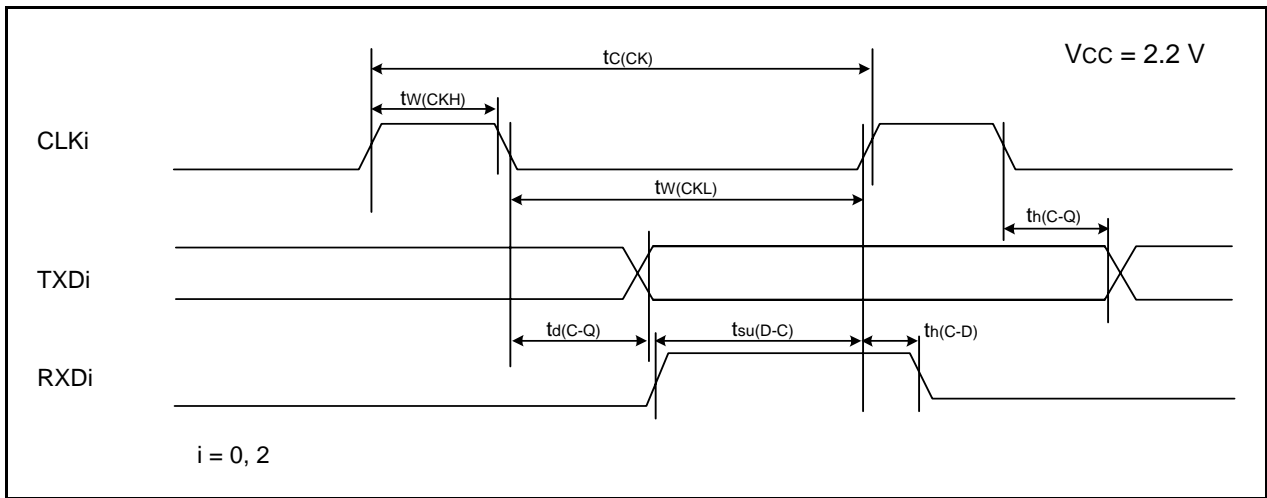 tC(CK)
VCC = 2.2 V
tW(CKH)
CLKi
tW(CKL)
th(C-Q)
TXDi
td(C-Q)
tsu(D-C)
th(C-D)
RXDi
i = 0, 2